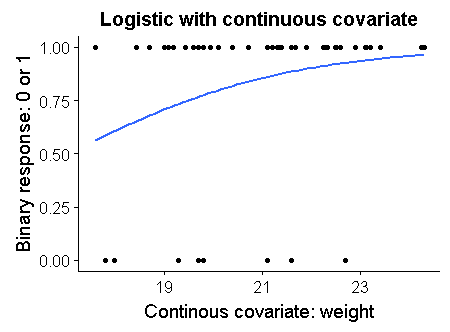 Logistic with continuous covariate
Binary response: 0 or 1
1.00
0.75
0.50
0.25
0.00
19 21 23
Continous covariate: weight